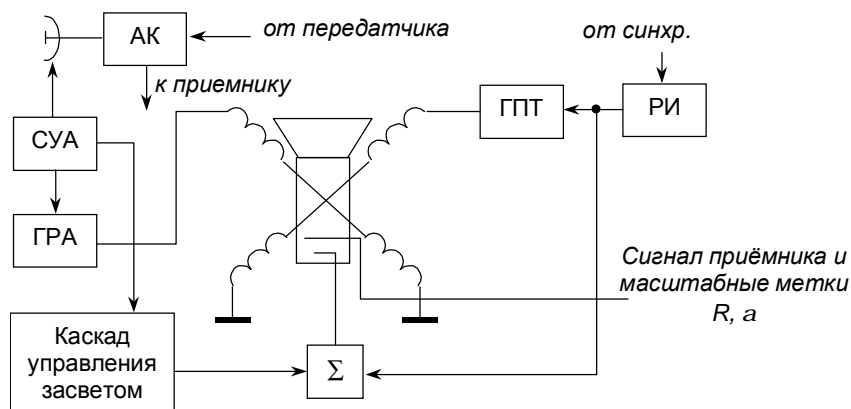 АК
от передатчика
от синхр.
к приемнику
ГПТ
РИ
СУА
ГРА
Сигнал приёмника и
масштабные метки
R, a
Каскад
управления
засветом
Σ